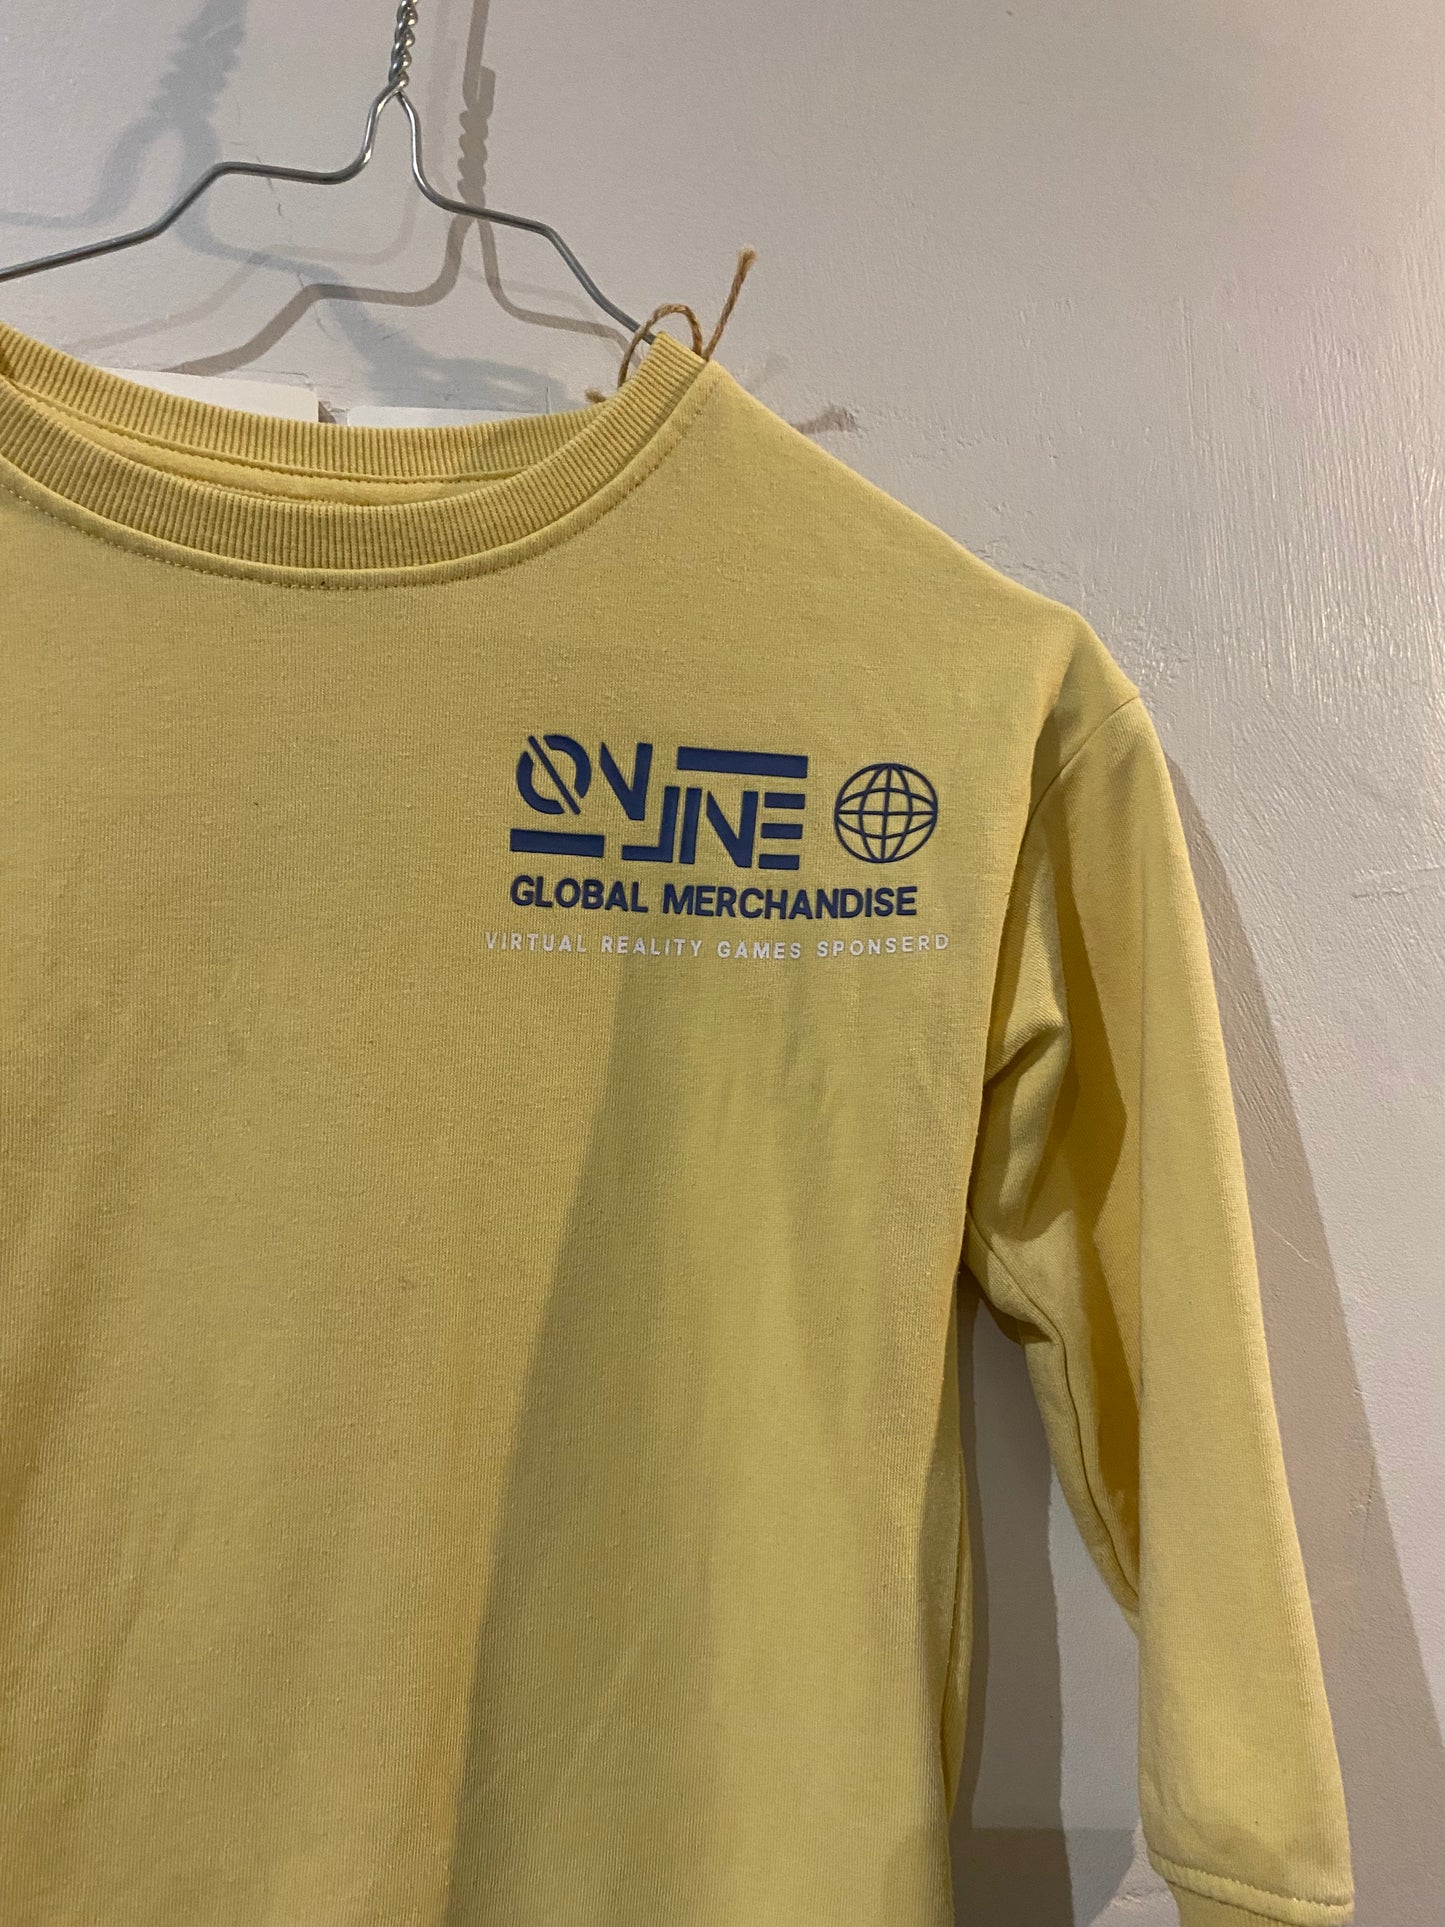 ONLINE
GLOBAL MERCHANDISE
VIRTUAL REALITY GAMES SPONSERD